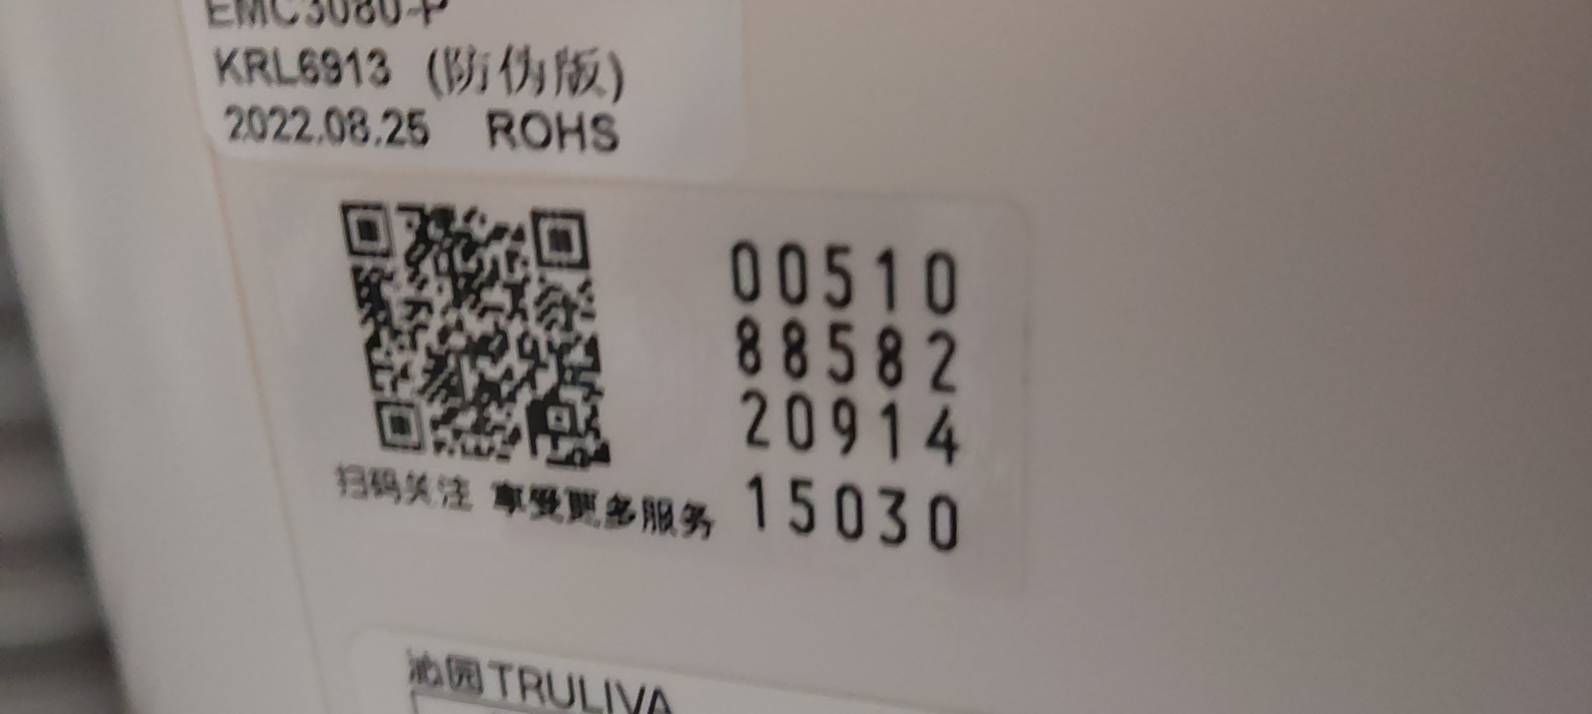 EMC3080-P
KRL6913 (防伪版)
2022.08.25 ROHS
00510
88582
20914
15030
扫码关注 享受更多服务
沁园TRULIVA